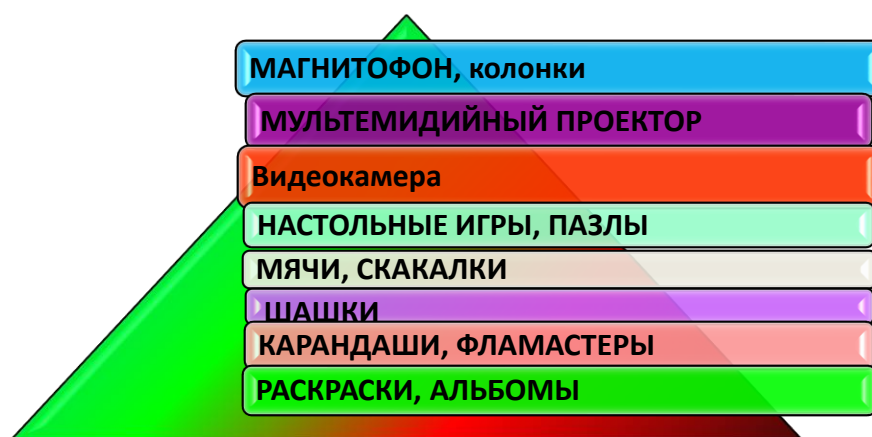 МАГНИТОФОН, колонки
МУЛЬТЕМИДИЙНЫЙ ПРОЕКТОР
Видеокамера
НАСТОЛЬНЫЕ ИГРЫ, ПАЗЛЫ
МЯЧИ, СКАКАЛКИ
ШАШКИ
КАРАНДАШИ, ФЛАМАСТЕРЫ
РАСКРАСКИ, АЛЬБОМЫ